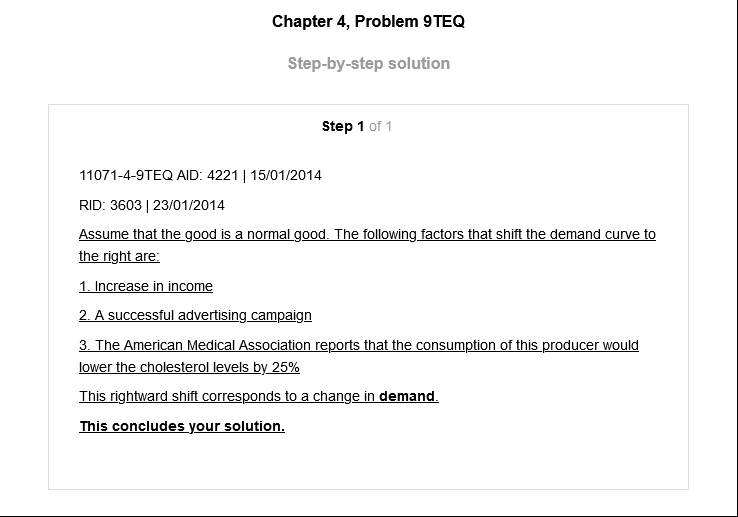 Chapter 4, Problem 9TEQ
Step-by-step solution
Step 1 of 1
11071-4-9TEQ AID: 4221 | 15/01/2014
RID: 3603 | 23/01/2014
Assume that the good is a normal good. The following factors that shift the demand curve to
the right are:
1. Increase in income
2. A successful advertising campaign
3. The American Medical Association reports that the consumption of this producer would
lower the cholesterol levels by 25%
This rightward shift corresponds to a change in demand.
This concludes your solution.